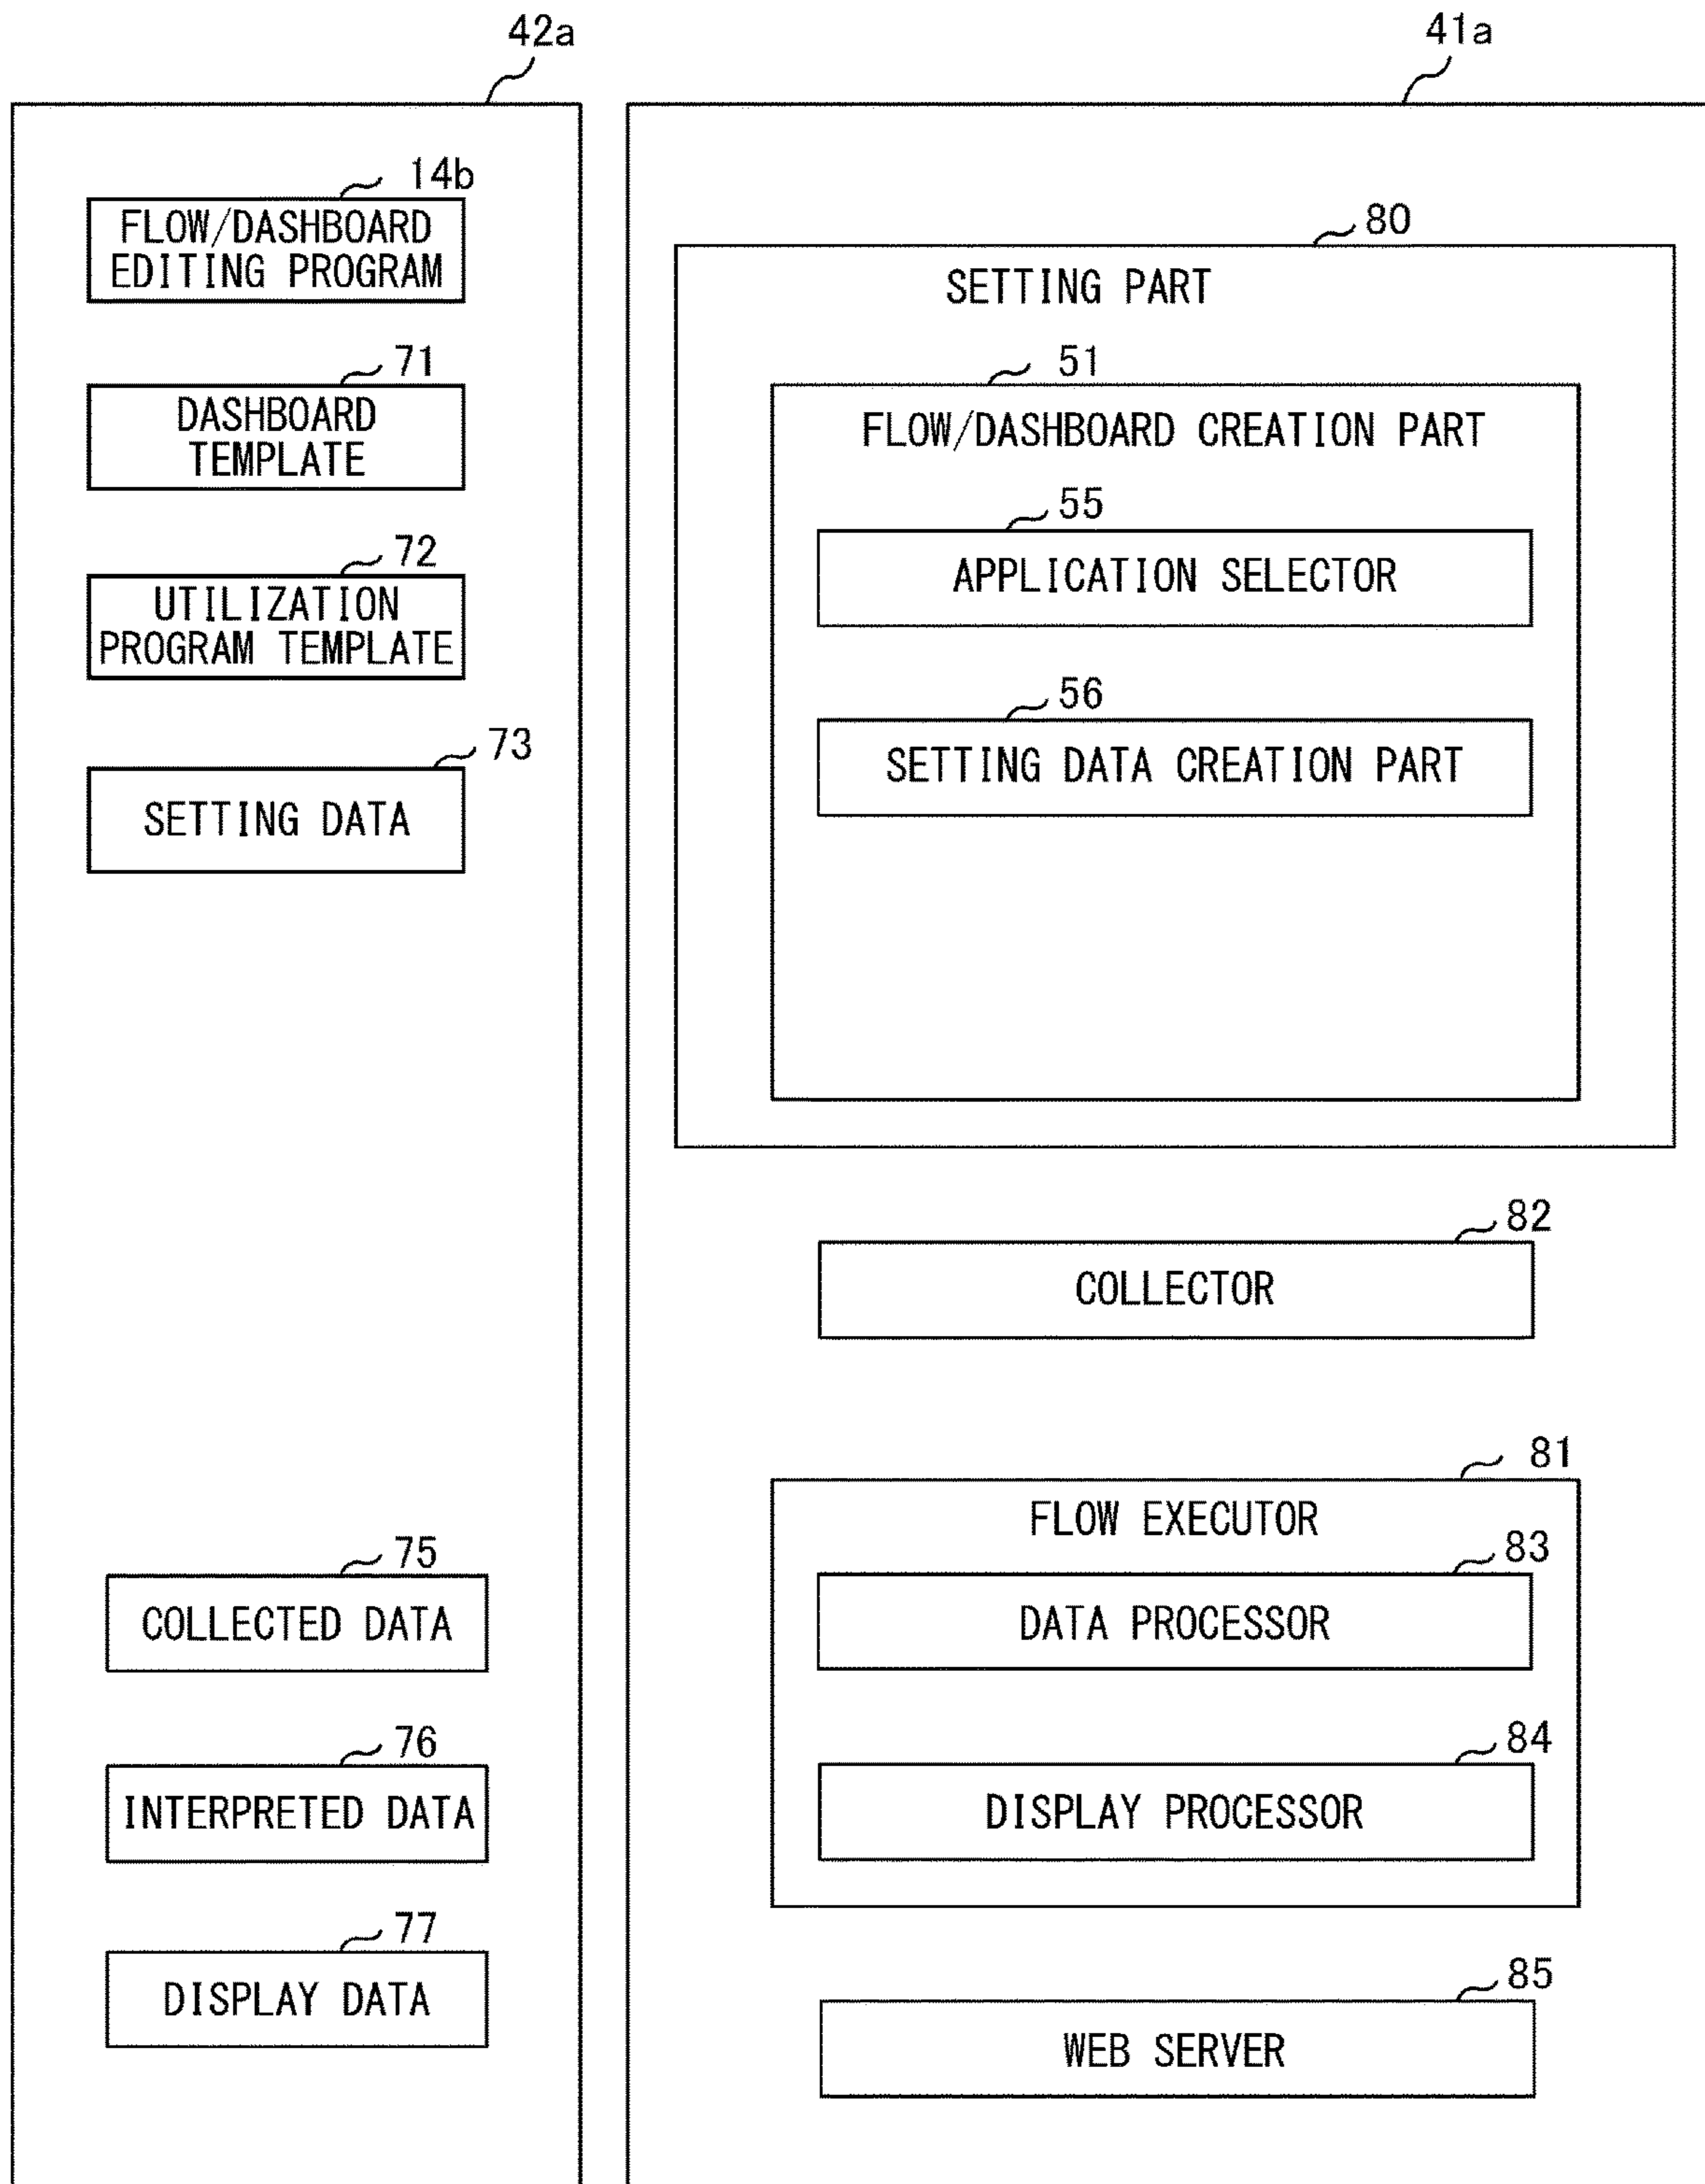 42a
14b
FLOW/DASHBOARD
EDITING PROGRAM
71
DASHBOARD
TEMPLATE
72
UTILIZATION
PROGRAM TEMPLATE
73
SETTING DATA
75
COLLECTED DATA
76
INTERPRETED DATA
77
DISPLAY DATA
41a
80
SETTING PART
51
FLOW/DASHBOARD CREATION PART
55
APPLICATION SELECTOR
56
SETTING DATA CREATION PART
82
COLLECTOR
81
FLOW EXECUTOR
83
DATA PROCESSOR
84
DISPLAY PROCESSOR
85
WEB SERVER